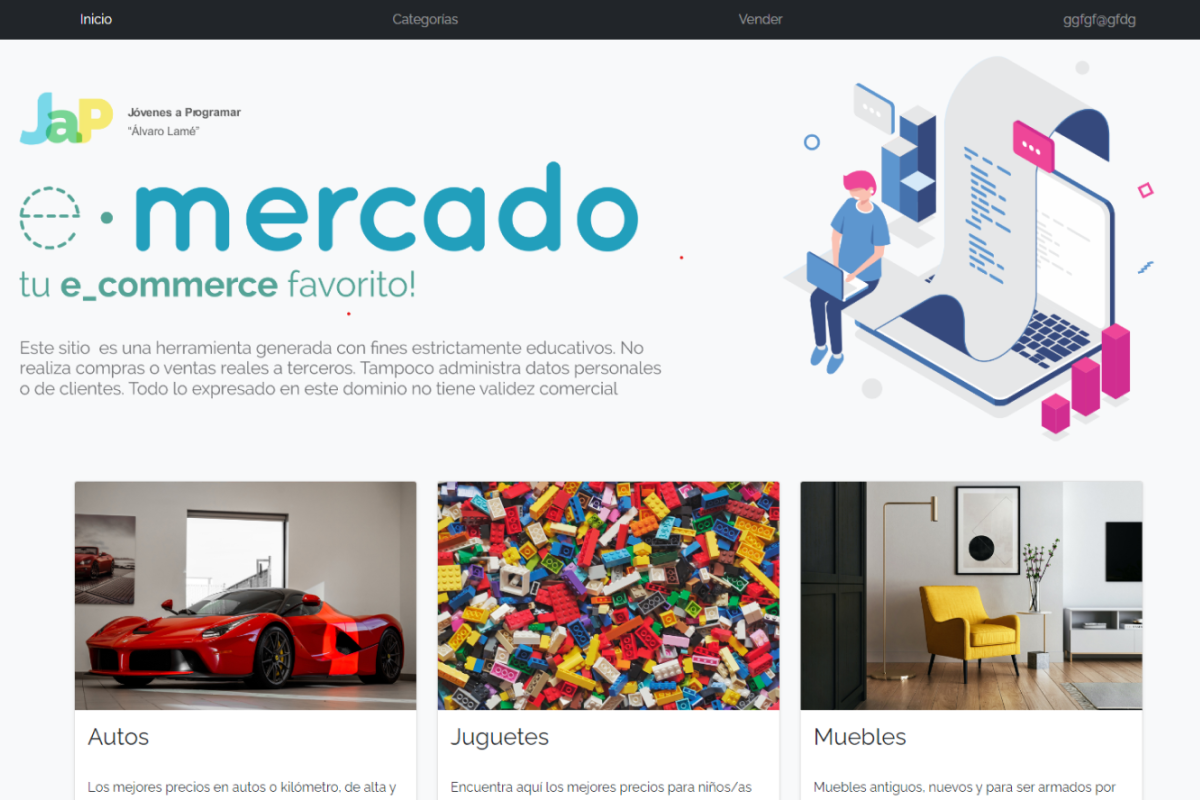 Inicio
Categorías
Vender
ggfgf@gfdg
JaP
Jóvenes a Programar
“Álvaro Lamé”
e · mercado
tu e_commerce favorito!
Este sitio  es una herramienta generada con fines estrictamente educativos. No
realiza compras o ventas reales a terceros. Tampoco administra datos personales
o de clientes. Todo lo expresado en este dominio no tiene validez comercial
Autos
Juguetes
Muebles
Los mejores precios en autos 0 kilómetro, de alta y
Encuentra aquí los mejores precios para niños/as
Muebles antiguos, nuevos y para ser armados por